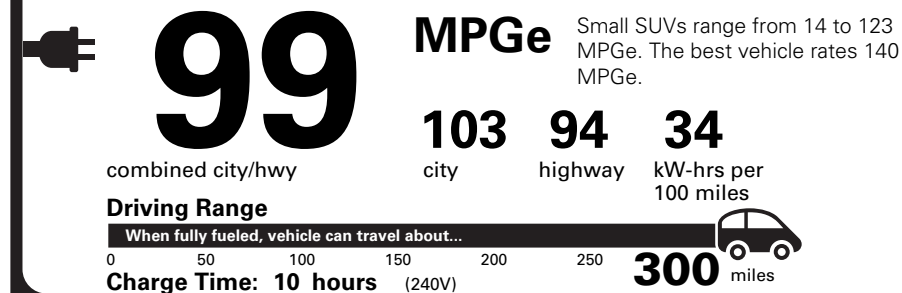 99
MPGe
Small SUVs range from 14 to 123
MPGe. The best vehicle rates 140
MPGe.
combined city/hwy
103 94 34
city highway kW-hrs per
100 miles
Driving Range
When fully fueled, vehicle can travel about...
0 50 100 150 200 250 300 miles
Charge Time: 10 hours (240V)